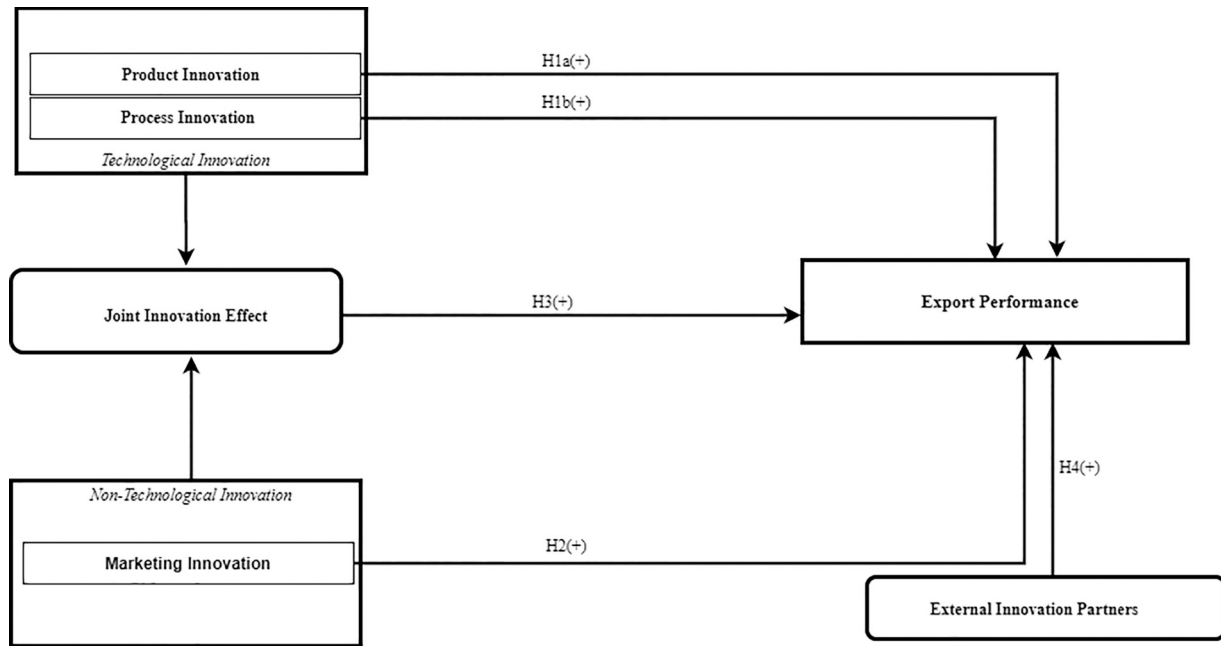 H1a(+)
Product Innovation
H1b(+)
Process Innovation
Technological Innovation
Joint Innovation Effect
H3(+)
Export Performance
Non-Technological Innovation
H4(+)
Marketing Innovation
H2(+)
External Innovation Partners